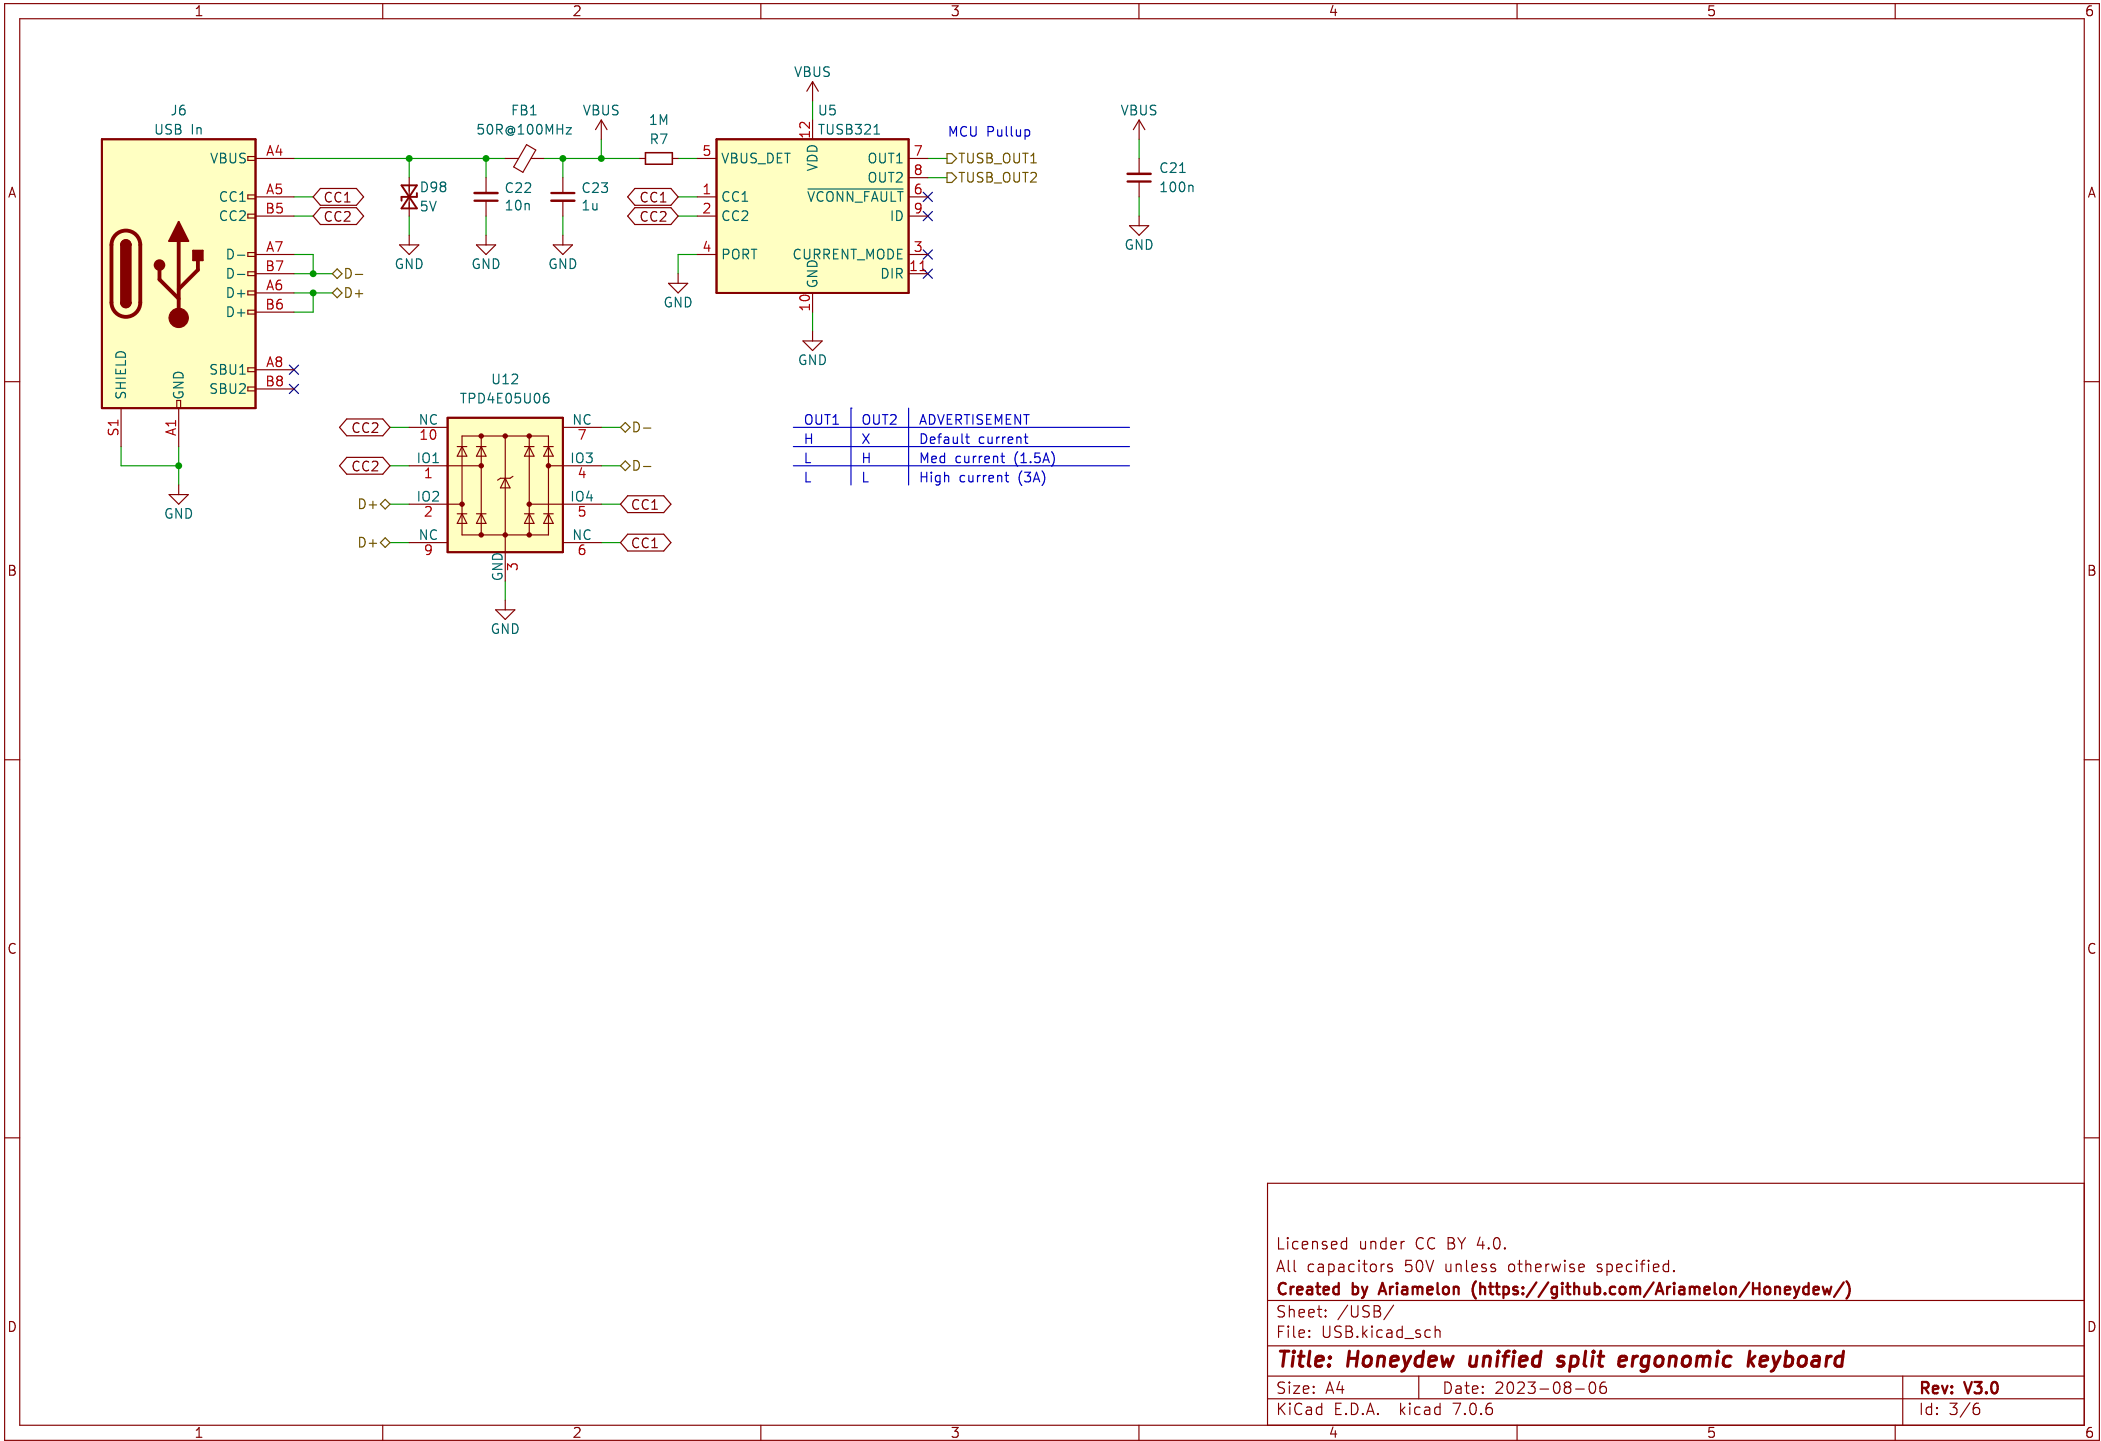 1 2 3 4 5 6
A
B
C
D
J6
USB In
VBUS
A4
CC1
A5
CC1
CC2
B5
CC2
D-
A7
D-
B7
D-
D+
A6
D+
D+
B6
SBU1
A8
SBU2
B8
SHIELD
GND
S1
A1
GND
D98
5V
GND
C22
10n
GND
FB1
50R@100MHz
C23
1u
GND
VBUS
1M
R7
VBUS
U5
TUSB321
12
VDD
5
VBUS_DET
CC1
1
CC1
CC2
2
CC2
4
PORT
GND
OUT1
7
TUSB_OUT1
OUT2
8
TUSB_OUT2
VCONN_FAULT
6
ID
9
CURRENT_MODE
3
DIR
11
GND
10
GND
MCU Pullup
VBUS
C21
100n
GND
U12
TPD4E05U06
CC2
NC
10
CC2
IO1
1
D+
IO2
2
D+
NC
9
NC
7
D-
IO3
4
D-
IO4
5
CC1
NC
6
CC1
GND
3
GND
OUT1 OUT2 ADVERTISEMENT
H X Default current
L H Med current (1.5A)
L L High current (3A)
A
B
C
D
Licensed under CC BY 4.0.
All capacitors 50V unless otherwise specified.
Created by Ariamelon (https://github.com/Ariamelon/Honeydew/)
Sheet: /USB/
File: USB.kicad_sch
Title: Honeydew unified split ergonomic keyboard
Size: A4 Date: 2023-08-06 Rev: V3.0
KiCad E.D.A. kicad 7.0.6 Id: 3/6
1 2 3 4 5 6